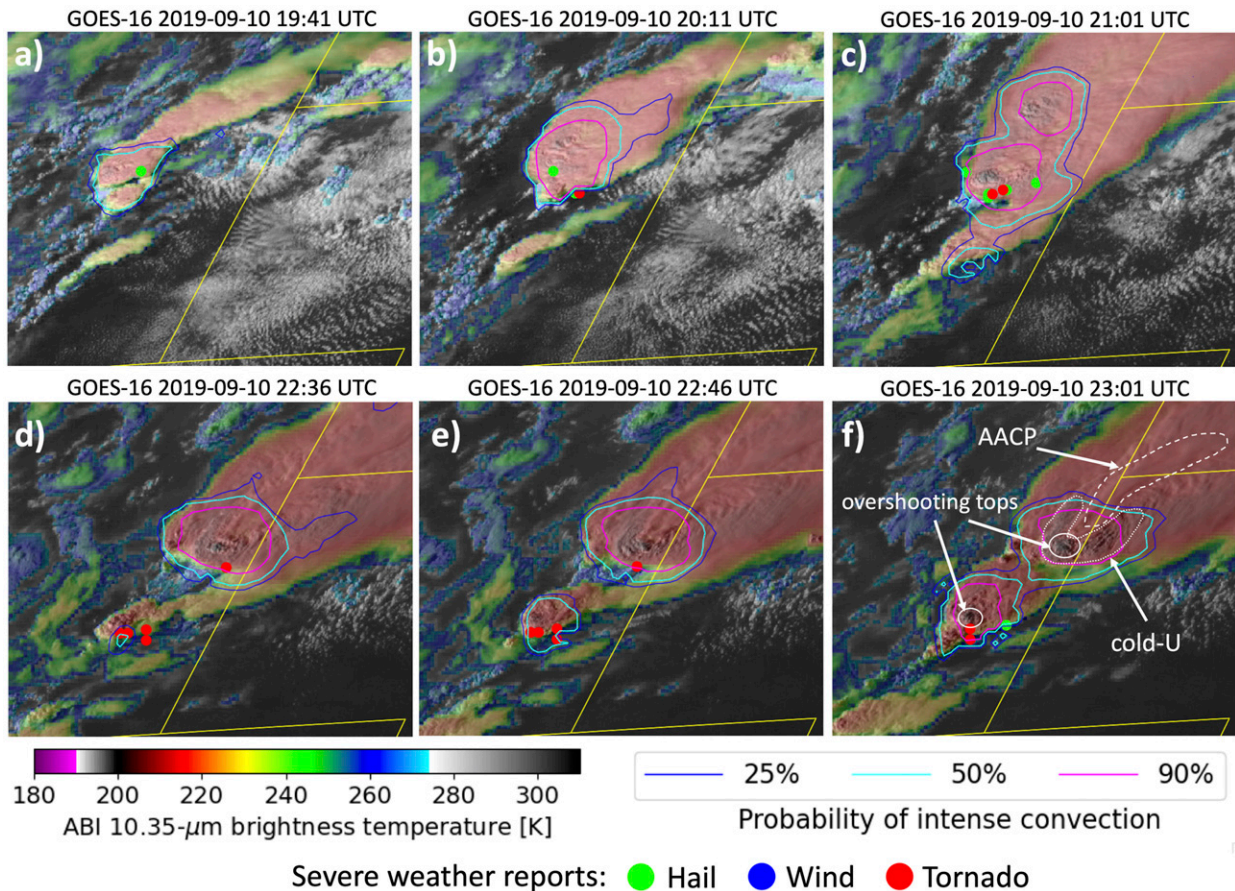 GOES-16 2019-09-10 19:41 UTC
GOES-16 2019-09-10 20:11 UTC
GOES-16 2019-09-10 21:01 UTC
a)
b)
c)
GOES-16 2019-09-10 22:36 UTC
GOES-16 2019-09-10 22:46 UTC
GOES-16 2019-09-10 23:01 UTC
d)
e)
f)
AACP
overshooting tops
cold-U
180 200 220 240 260 280 300
ABI 10.35-μm brightness temperature [K]
25% 50% 90%
Probability of intense convection
Severe weather reports: Hail Wind Tornado